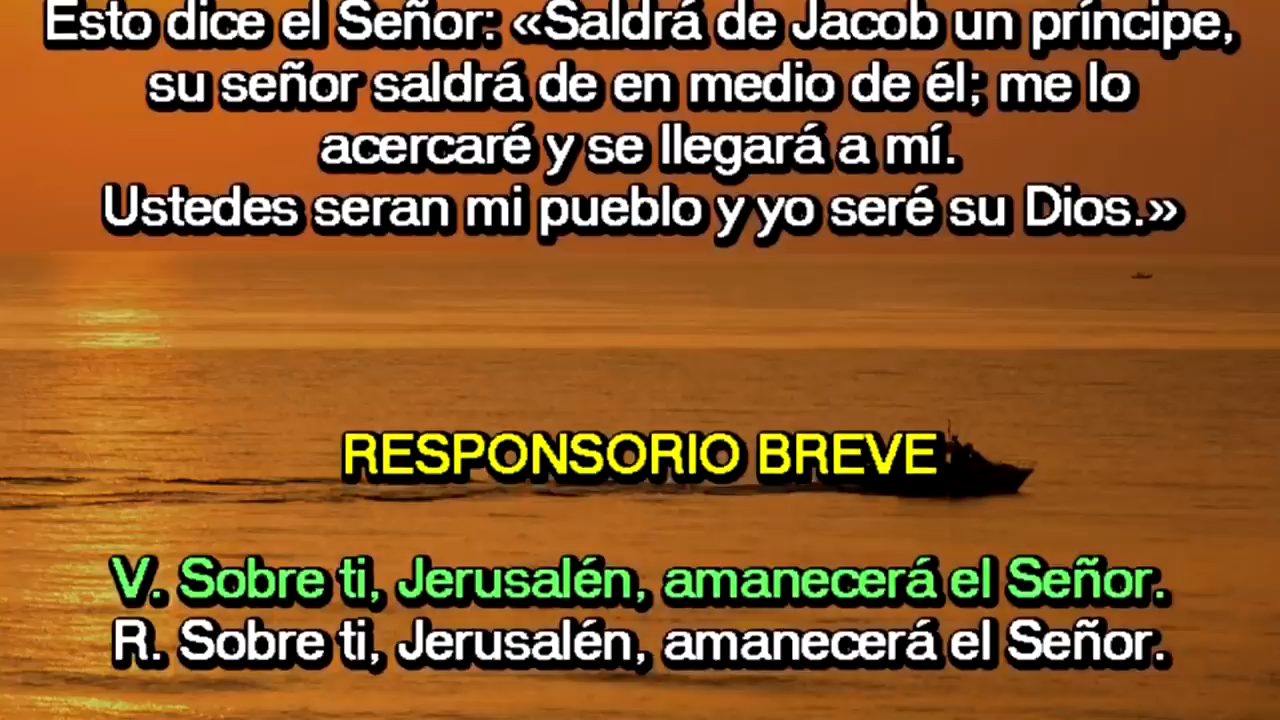 Esto dice el Señor: «Saldrá de Jacob un príncipe,
su señor saldrá de en medio de él; me lo
acercaré y se llegará a mí.
Ustedes seran mi pueblo y yo seré su Dios.»
RESPONSORIO BREVE
V. Sobre ti, Jerusalén, amanecerá el Señor.
R. Sobre ti, Jerusalén, amanecerá el Señor.